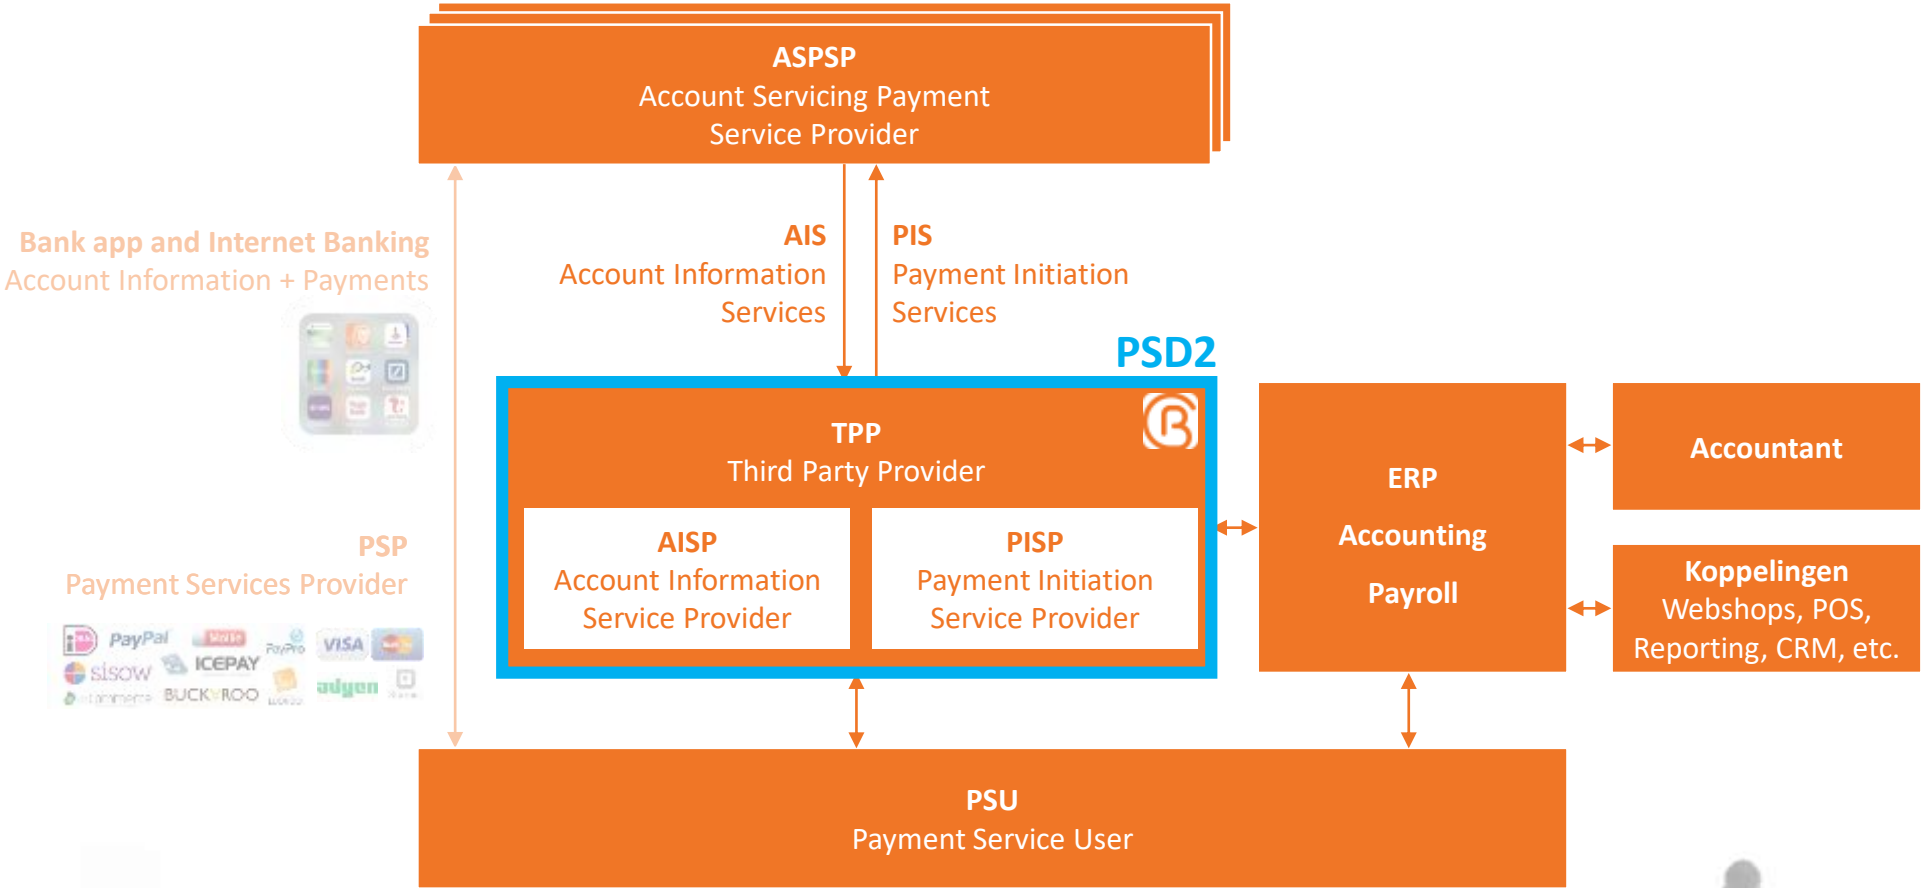 ASPSP
Account Servicing Payment
Service Provider
Bank app and Internet Banking
Account Information + Payments
AIS
Account Information
Services
PIS
Payment Initiation
Services
PSD2
TPP
Third Party Provider
AISP
Account Information
Service Provider
PISP
Payment Initiation
Service Provider
ERP
Accounting
Payroll
Accountant
Koppelingen
Webshops, POS,
Reporting, CRM, etc.
PSP
Payment Services Provider
PayPal
PayPro
VISA
sisow
ICEPAY
BUCKAROO
adyen
PSU
Payment Service User